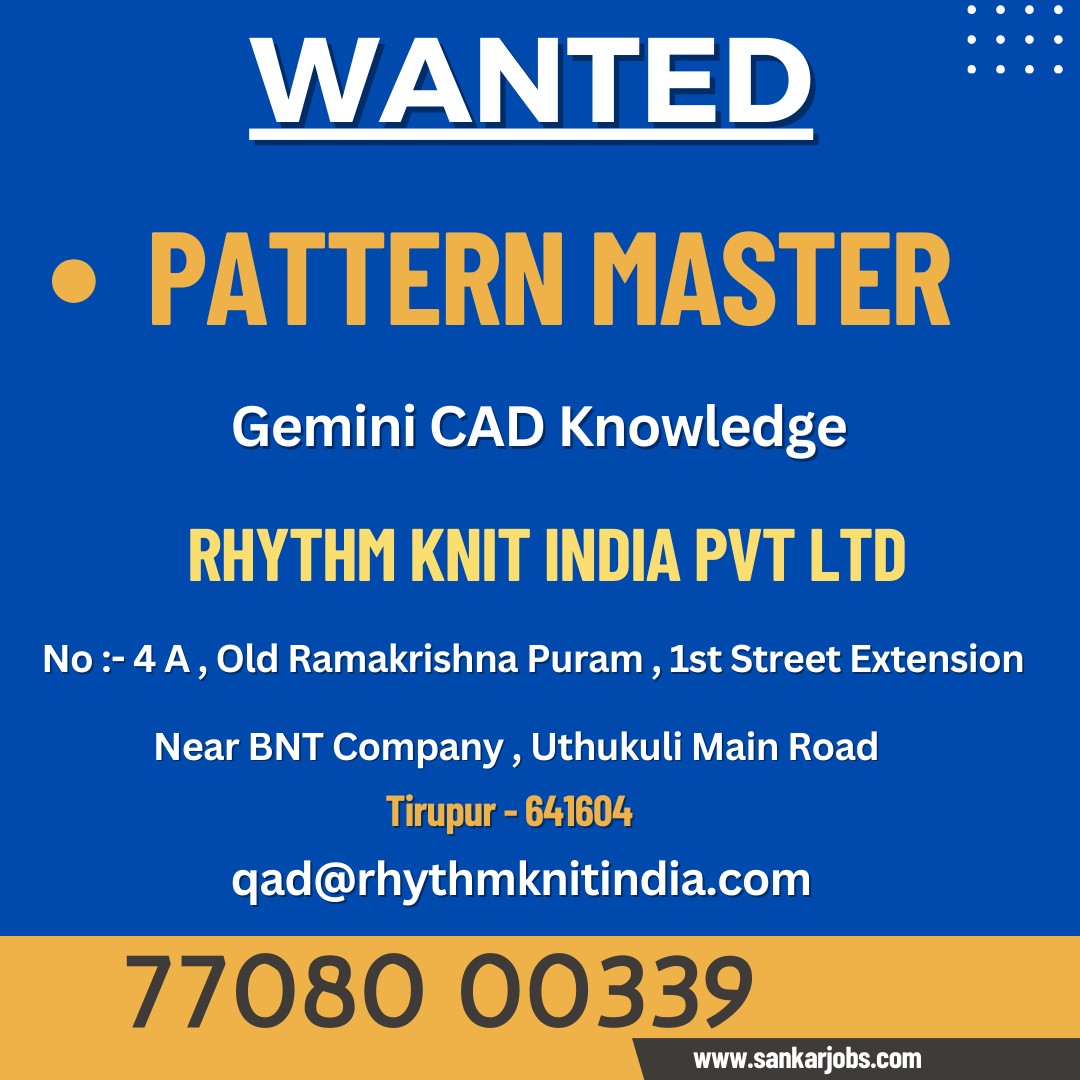 WANTED
• PATTERN MASTER
Gemini CAD Knowledge
RHYTHM KNIT INDIA PVT LTD
No :- 4 A , Old Ramakrishna Puram , 1st Street Extension
Near BNT Company , Uthukuli Main Road
Tirupur - 641604
qad@rhythmknitindia.com
77080 00339
www.sankarjobs.com